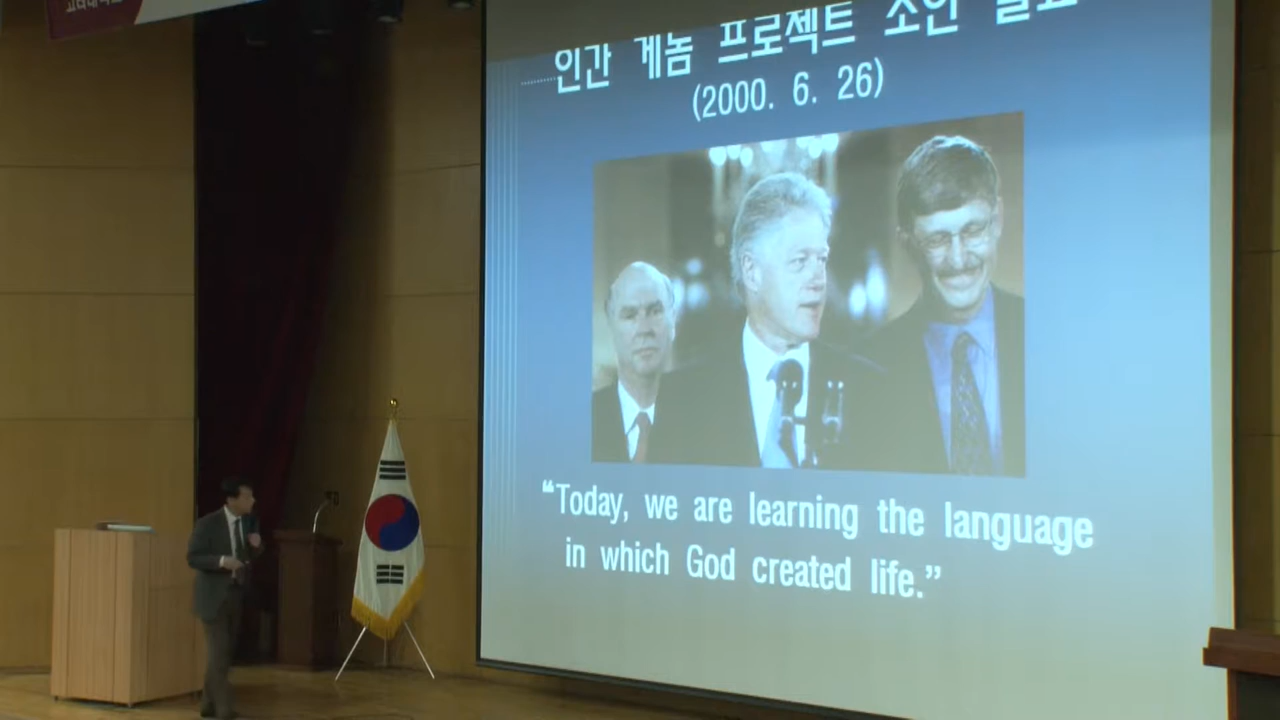 인간 게놈 프로젝트 초안 발표
(2000. 6. 26)
“Today, we are learning the language
in which God created life.”